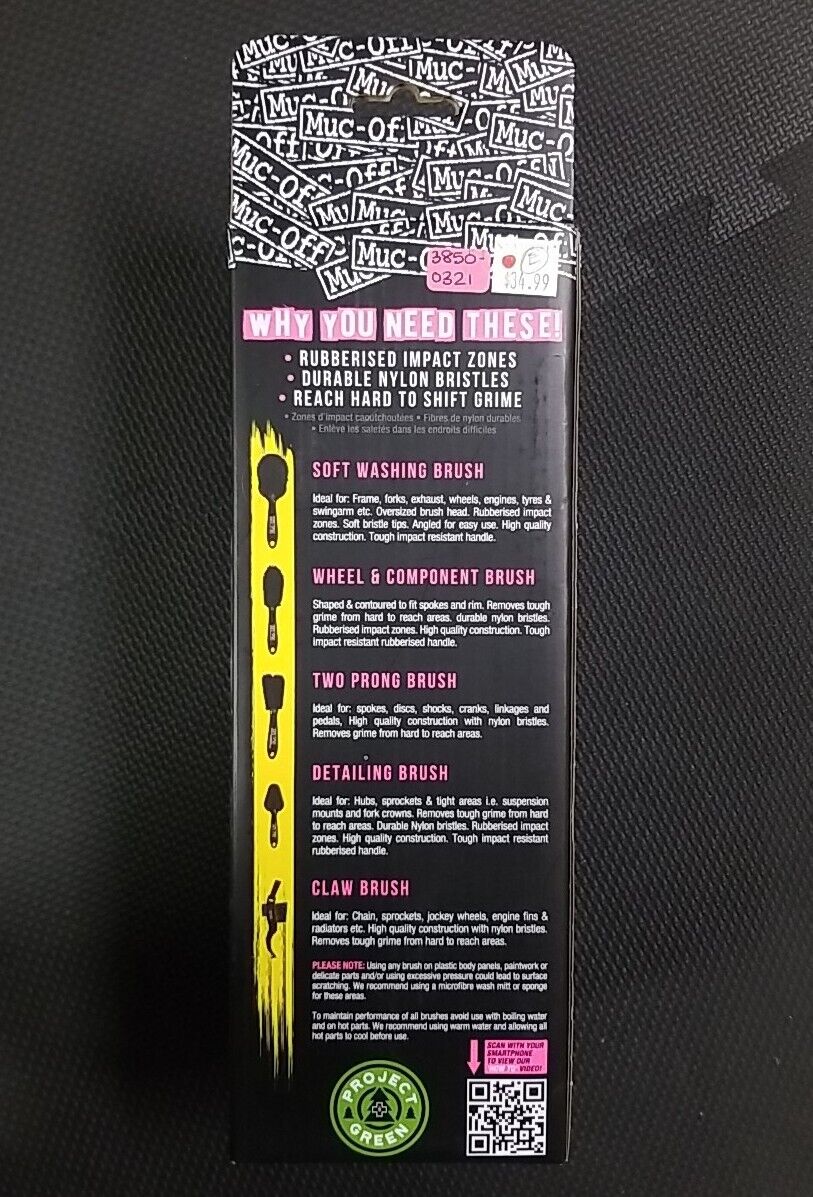 Muc-Off
Muc-Off
Muc-Off
Muc-Off
3850-
0321
E
$34.99
WHY YOU NEED THESE!
• RUBBERISED IMPACT ZONES
• DURABLE NYLON BRISTLES
• REACH HARD TO SHIFT GRIME
• Zones d'impact caoutchoutées • Fibres de nylon durables
• Enlève les saletés dans les endroits difficiles
SOFT WASHING BRUSH
Ideal for: Frame, forks, exhaust, wheels, engines, tyres &
swingarm etc. Oversized brush head. Rubberised impact
zones. Soft bristle tips. Angled for easy use. High quality
construction. Tough impact resistant handle.
WHEEL & COMPONENT BRUSH
Shaped & contoured to fit spokes and rim. Removes tough
grime from hard to reach areas. durable nylon bristles.
Rubberised impact zones. High quality construction. Tough
impact resistant rubberised handle.
TWO PRONG BRUSH
Ideal for: spokes, discs, shocks, cranks, linkages and
pedals, High quality construction with nylon bristles.
Removes grime from hard to reach areas.
DETAILING BRUSH
Ideal for: Hubs, sprockets & tight areas i.e. suspension
mounts and fork crowns. Removes tough grime from hard
to reach areas. Durable Nylon bristles. Rubberised impact
zones. High quality construction. Tough impact resistant
rubberised handle.
CLAW BRUSH
Ideal for: Chain, sprockets, jockey wheels, engine fins &
radiators etc. High quality construction with nylon bristles.
Removes tough grime from hard to reach areas.
PLEASE NOTE: Using any brush on plastic body panels, paintwork or
delicate parts and/or using excessive pressure could lead to surface
scratching. We recommend using a microfibre wash mitt or sponge
for these areas.
To maintain performance of all brushes avoid use with boiling water
and on hot parts. We recommend using warm water and allowing all
hot parts to cool before use.
SCAN WITH YOUR
SMARTPHONE
TO VIEW OUR
'HOW TO' VIDEO!
PROJECT
GREEN